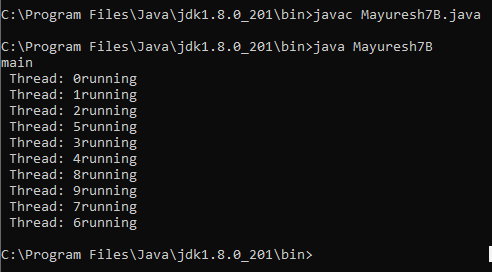 C:\Program Files\Java\jdk1.8.0_201\bin>javac Mayuresh7B.java
C:\Program Files\Java\jdk1.8.0_201\bin>java Mayuresh7B
main
Thread: 0running
Thread: 1running
Thread: 2running
Thread: 5running
Thread: 3running
Thread: 4running
Thread: 8running
Thread: 9running
Thread: 7running
Thread: 6running
C:\Program Files\Java\jdk1.8.0_201\bin>